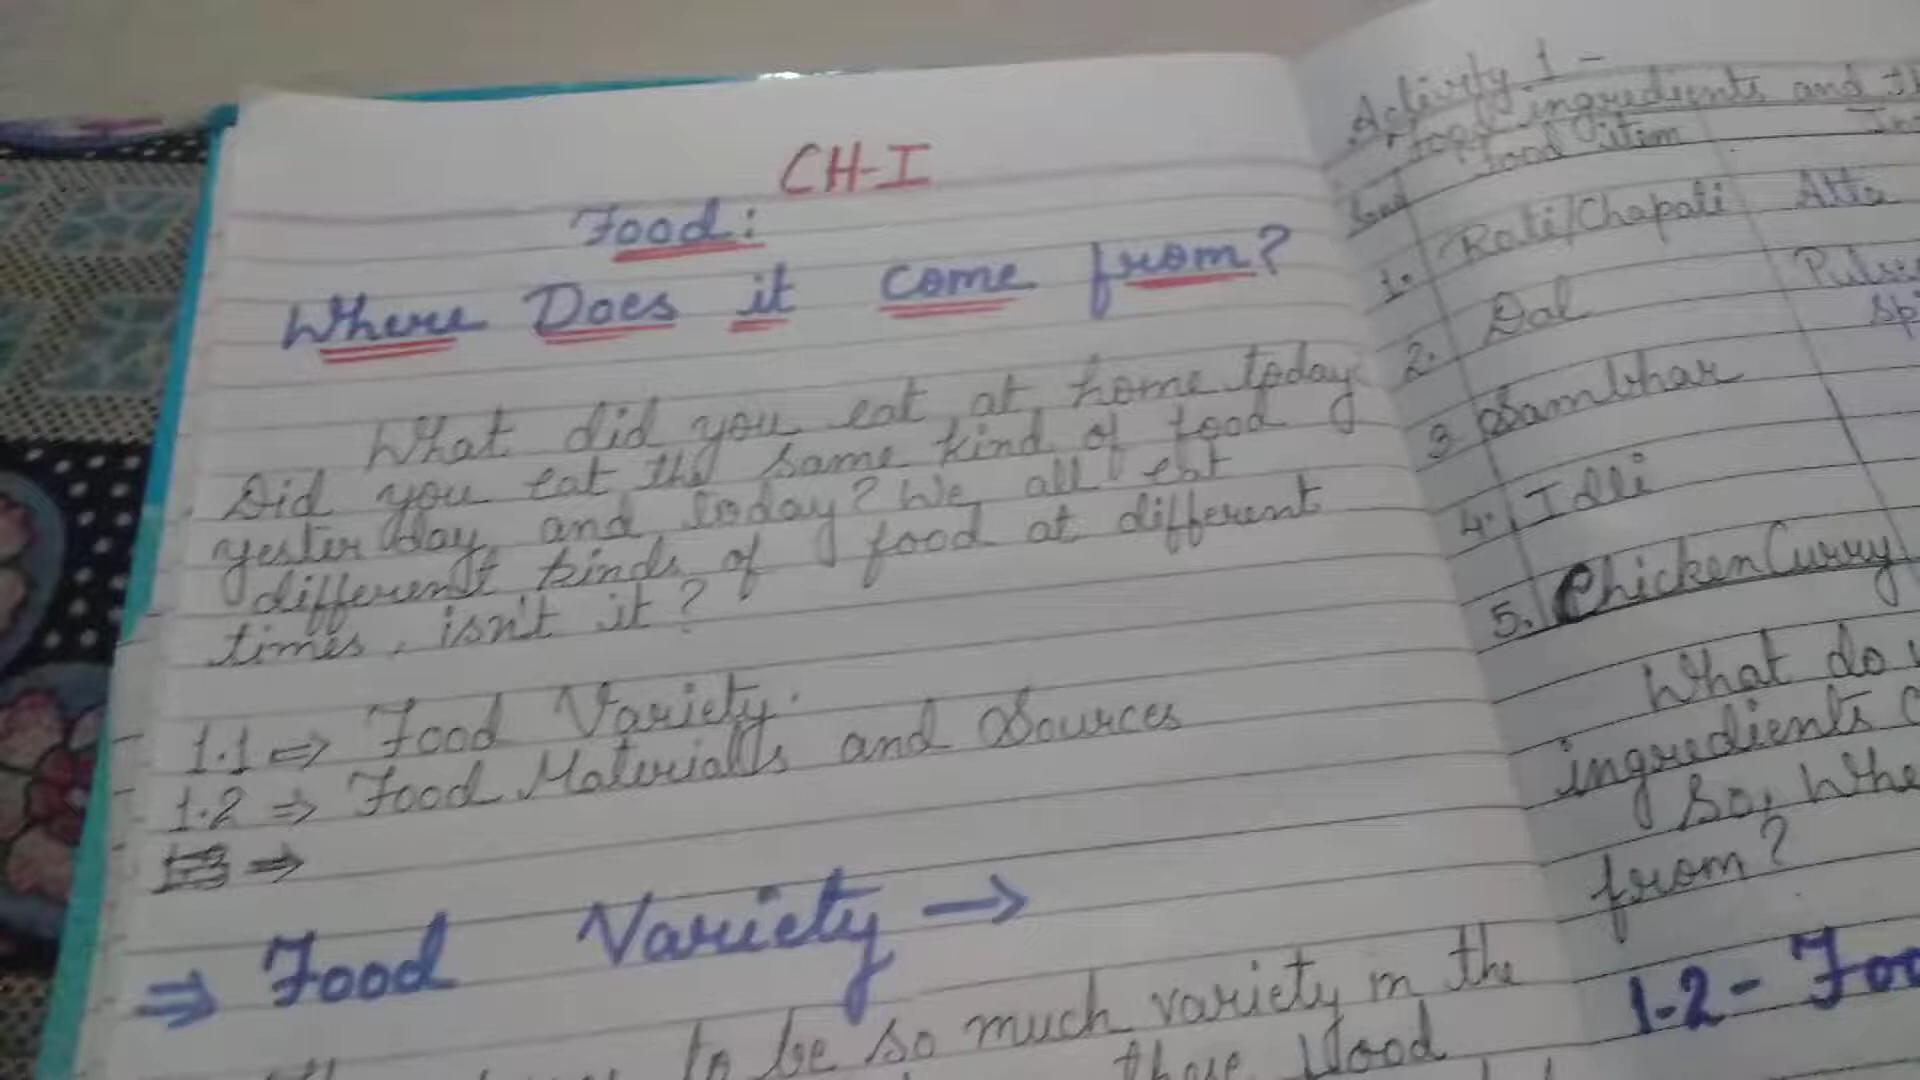 CH-I
Food:
Where Does it come from?
What did you eat at home today
Did you eat the same kind of food
yesterday and today? We all eat
different kinds of food at different
times, isn't it?
1.1 ⇒ Food Variety.
1.2 ⇒ Food Materials and Sources
⇒
⇒ Food Variety →
to be so much variety in the
food
Activity 1 -
Food ingredients and
food item
1. Roti/Chapati Atta
2. Dal
3 Sambhar
4. Idli
5. Chicken Curry
What do
ingredients
So, Whe
from?
1.2 - Foo